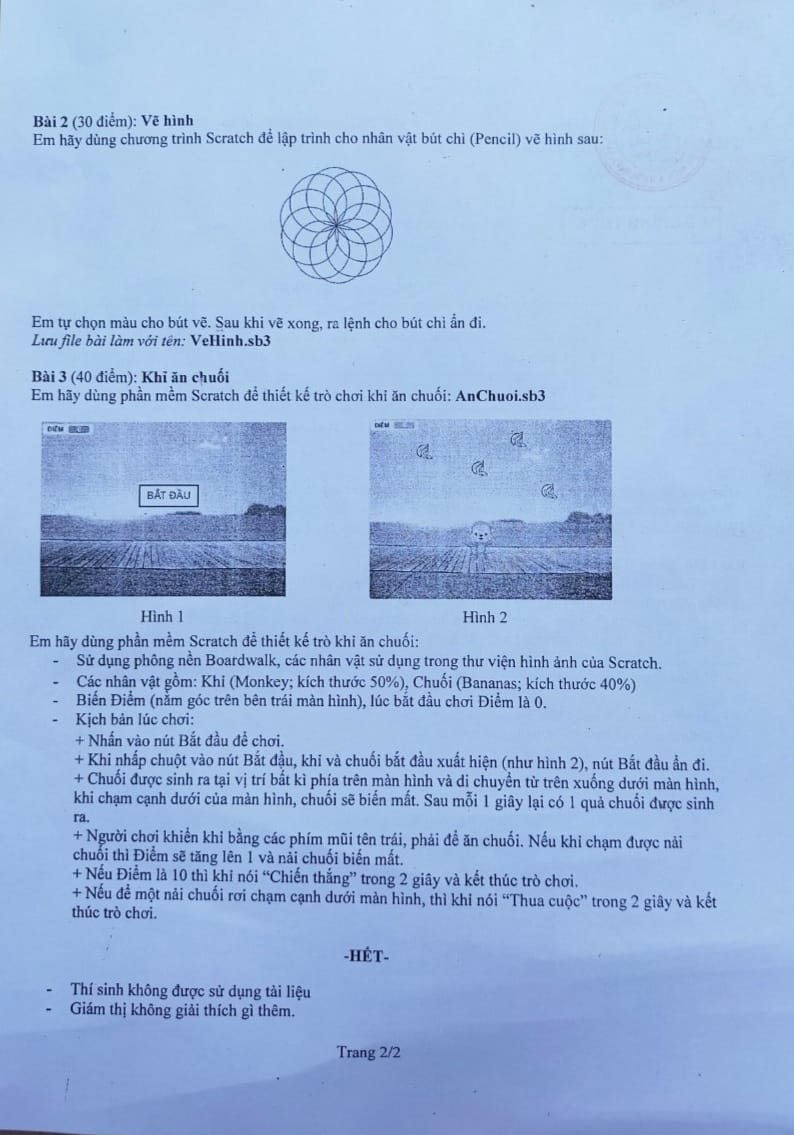 Bài 2 (30 điểm): Vẽ hình
Em hãy dùng chương trình Scratch để lập trình cho nhân vật bút chì (Pencil) vẽ hình sau:
Em tự chọn màu cho bút vẽ. Sau khi vẽ xong, ra lệnh cho bút chì ẩn đi.
Lưu file bài làm với tên: VeHinh.sb3
Bài 3 (40 điểm): Khỉ ăn chuối
Em hãy dùng phần mềm Scratch để thiết kế trò chơi khỉ ăn chuối: AnChuoi.sb3
ĐIỂM
BẮT ĐẦU
ĐIỂM
Hình 1
Hình 2
Em hãy dùng phần mềm Scratch để thiết kế trò khỉ ăn chuối:
- Sử dụng phông nền Boardwalk, các nhân vật sử dụng trong thư viện hình ảnh của Scratch.
- Các nhân vật gồm: Khỉ (Monkey; kích thước 50%), Chuối (Bananas; kích thước 40%)
- Biến Điểm (nằm góc trên bên trái màn hình), lúc bắt đầu chơi Điểm là 0.
- Kịch bản lúc chơi:
+ Nhấn vào nút Bắt đầu để chơi.
+ Khi nhấp chuột vào nút Bắt đầu, khỉ và chuối bắt đầu xuất hiện (như hình 2), nút Bắt đầu ẩn đi.
+ Chuối được sinh ra tại vị trí bất kì phía trên màn hình và di chuyển từ trên xuống dưới màn hình,
khi chạm cạnh dưới của màn hình, chuối sẽ biến mất. Sau mỗi 1 giây lại có 1 quả chuối được sinh
ra.
+ Người chơi khiển khỉ bằng các phím mũi tên trái, phải để ăn chuối. Nếu khỉ chạm được nải
chuối thì Điểm sẽ tăng lên 1 và nải chuối biến mất.
+ Nếu Điểm là 10 thì khỉ nói “Chiến thắng” trong 2 giây và kết thúc trò chơi.
+ Nếu để một nải chuối rơi chạm cạnh dưới màn hình, thì khỉ nói “Thua cuộc” trong 2 giây và kết
thúc trò chơi.
-HẾT-
- Thí sinh không được sử dụng tài liệu
- Giám thị không giải thích gì thêm.
Trang 2/2